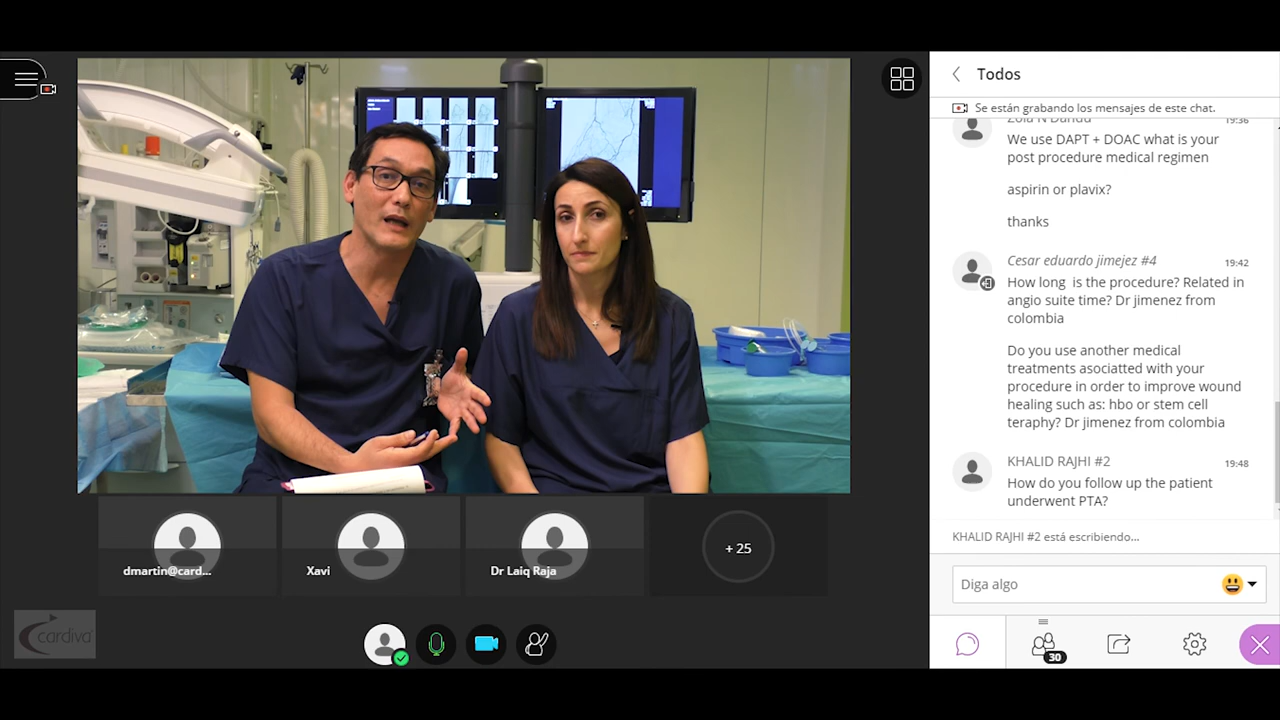 Todos
Se están grabando los mensajes de este chat.
19:36
We use DAPT + DOAC what is your
post procedure medical regimen
aspirin or plavix?
thanks
Cesar eduardo jimejez #4
19:42
How long is the procedure? Related in
angio suite time? Dr jimenez from
colombia
Do you use another medical
treatments asociatted with your
procedure in order to improve wound
healing such as: hbo or stem cell
teraphy? Dr jimenez from colombia
KHALID RAJHI #2
19:48
How do you follow up the patient
underwent PTA?
KHALID RAJHI #2 está escribiendo...
Diga algo
30
dmartin@card...
Xavi
Dr Laiq Raja
+ 25
cardiva